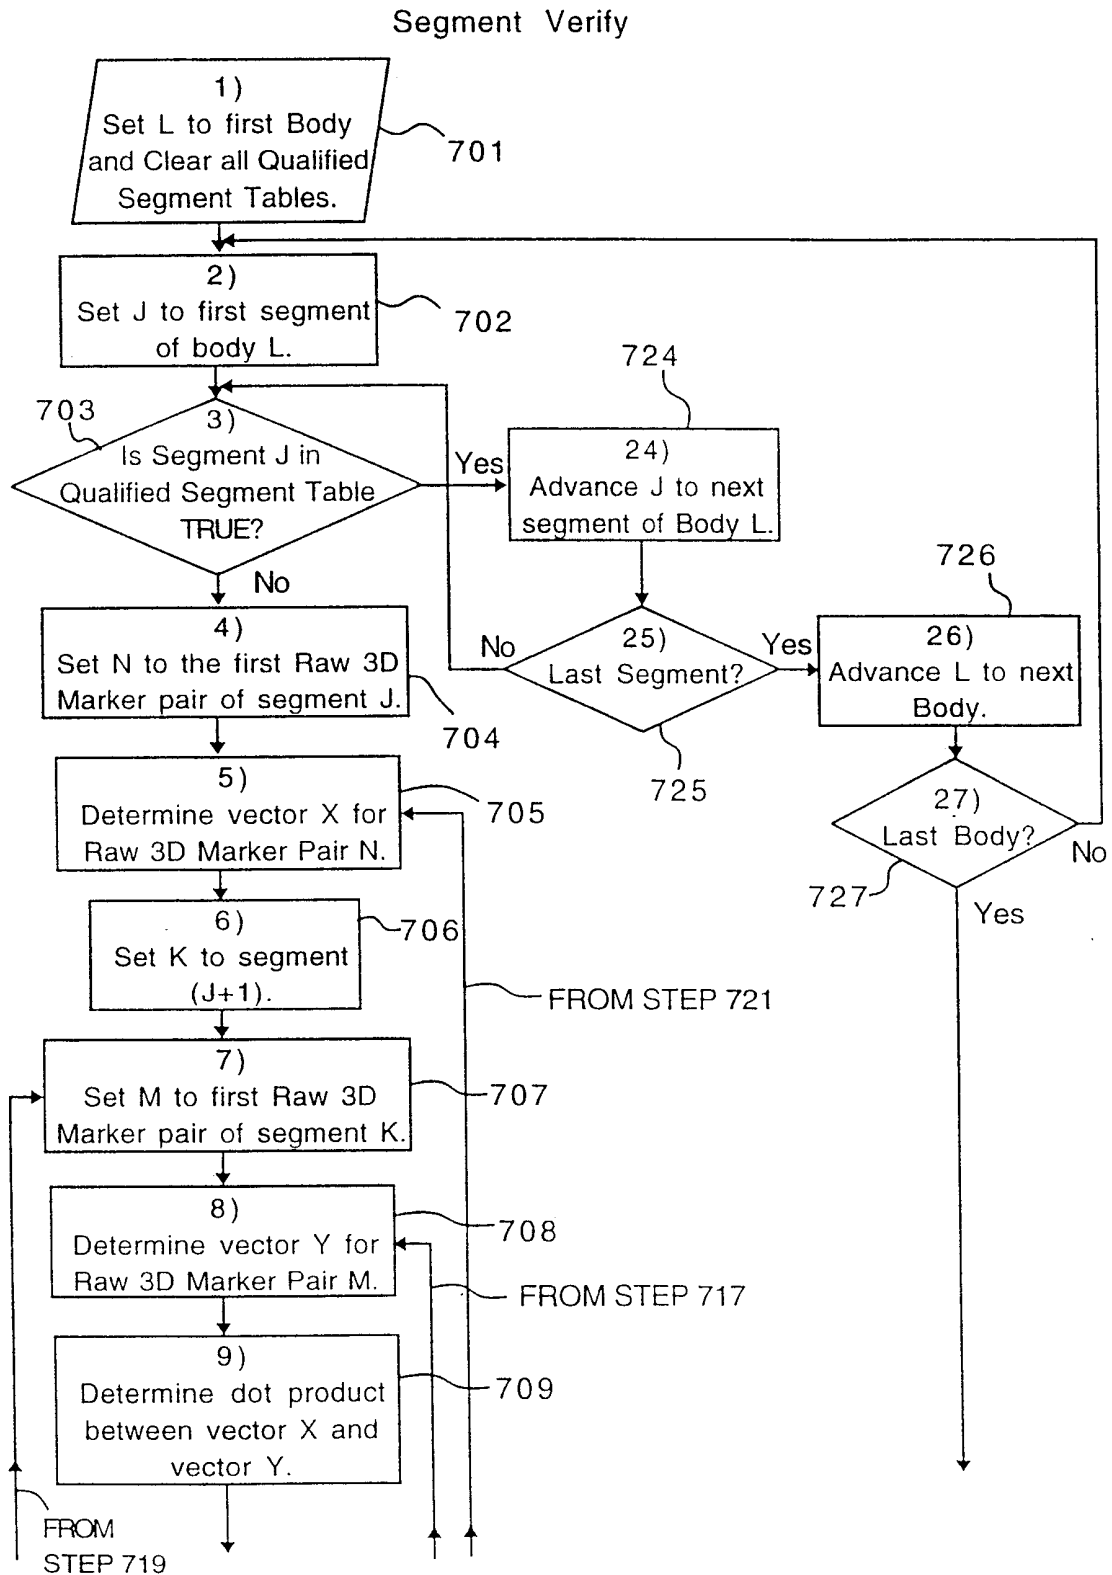 Segment Verify
1)
Set L to first Body
and Clear all Qualified
Segment Tables.
701
2)
Set J to first segment
of body L.
702
703
3)
Is Segment J in
Qualified Segment Table
TRUE?
Yes
No
724
24)
Advance J to next
segment of Body L.
4)
Set N to the first Raw 3D
Marker pair of segment J.
704
No
25)
Last Segment?
Yes
725
726
26)
Advance L to next
Body.
5)
Determine vector X for
Raw 3D Marker Pair N.
705
27)
Last Body?
No
727
Yes
6)
Set K to segment
(J+1).
706
FROM STEP 721
7)
Set M to first Raw 3D
Marker pair of segment K.
707
8)
Determine vector Y for
Raw 3D Marker Pair M.
708
FROM STEP 717
9)
Determine dot product
between vector X and
vector Y.
709
FROM
STEP 719